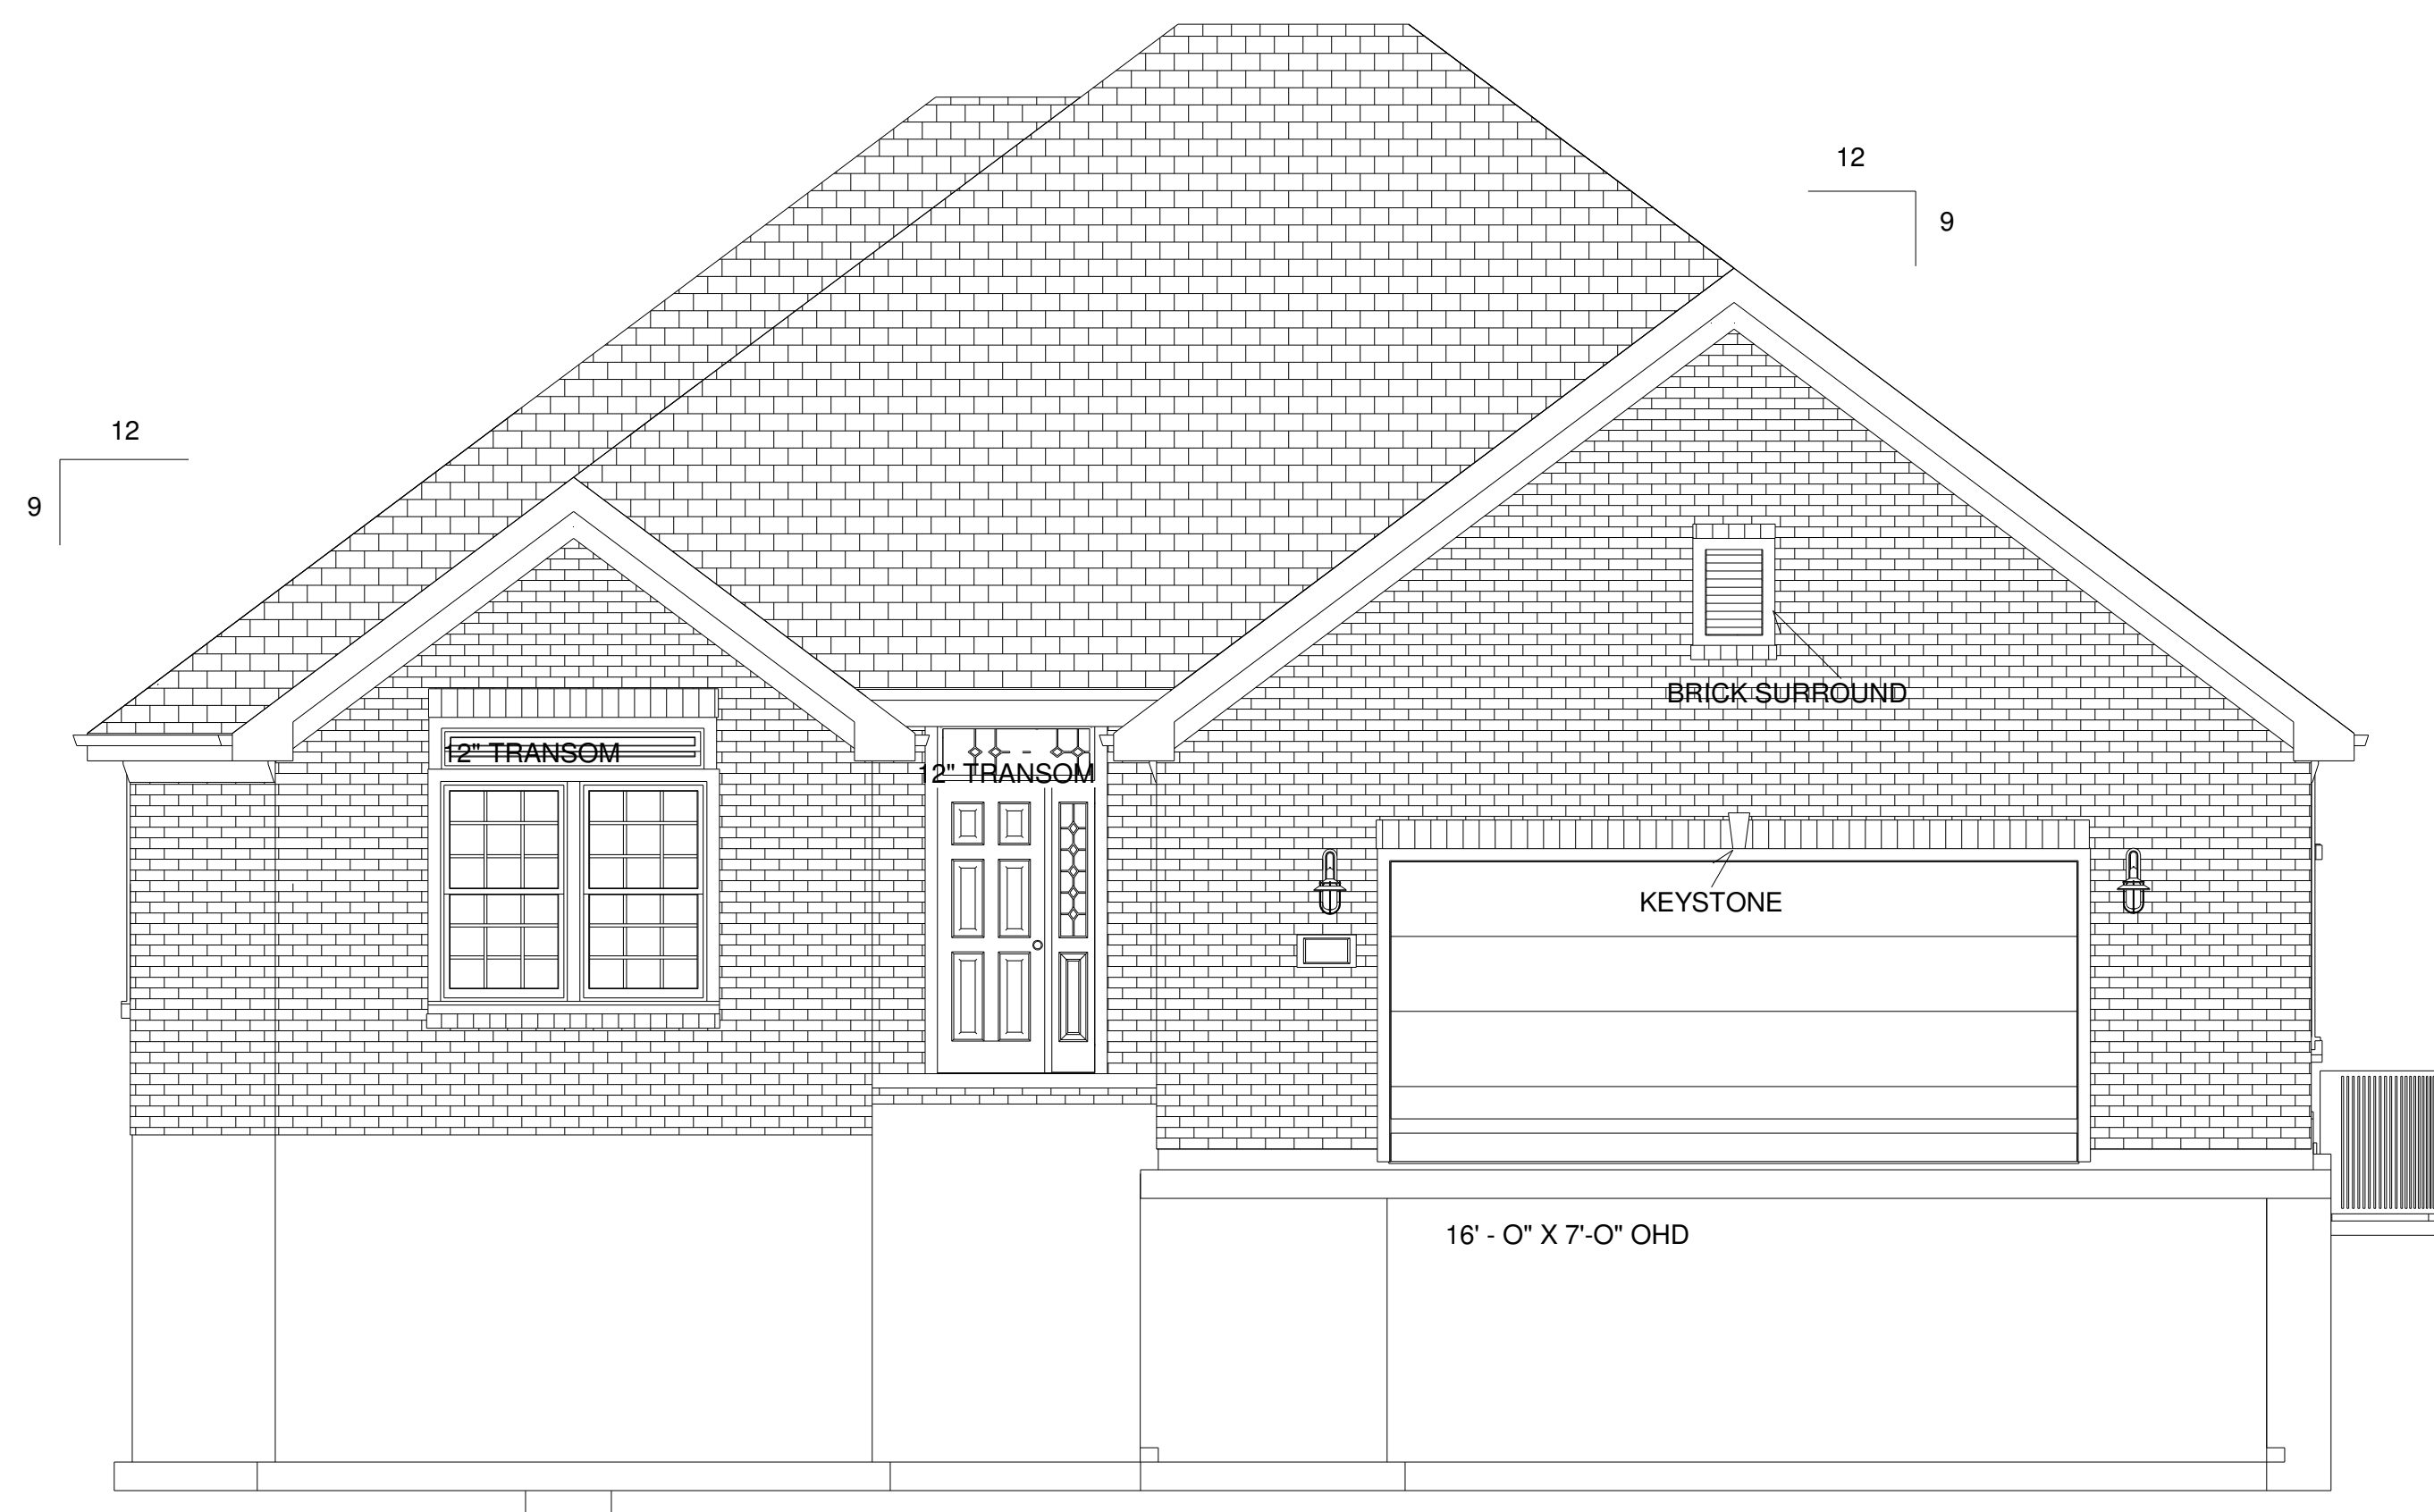 12
9
12
9
BRICK SURROUND
12" TRANSOM
12" TRANSOM
KEYSTONE
16' - O" X 7'-O" OHD